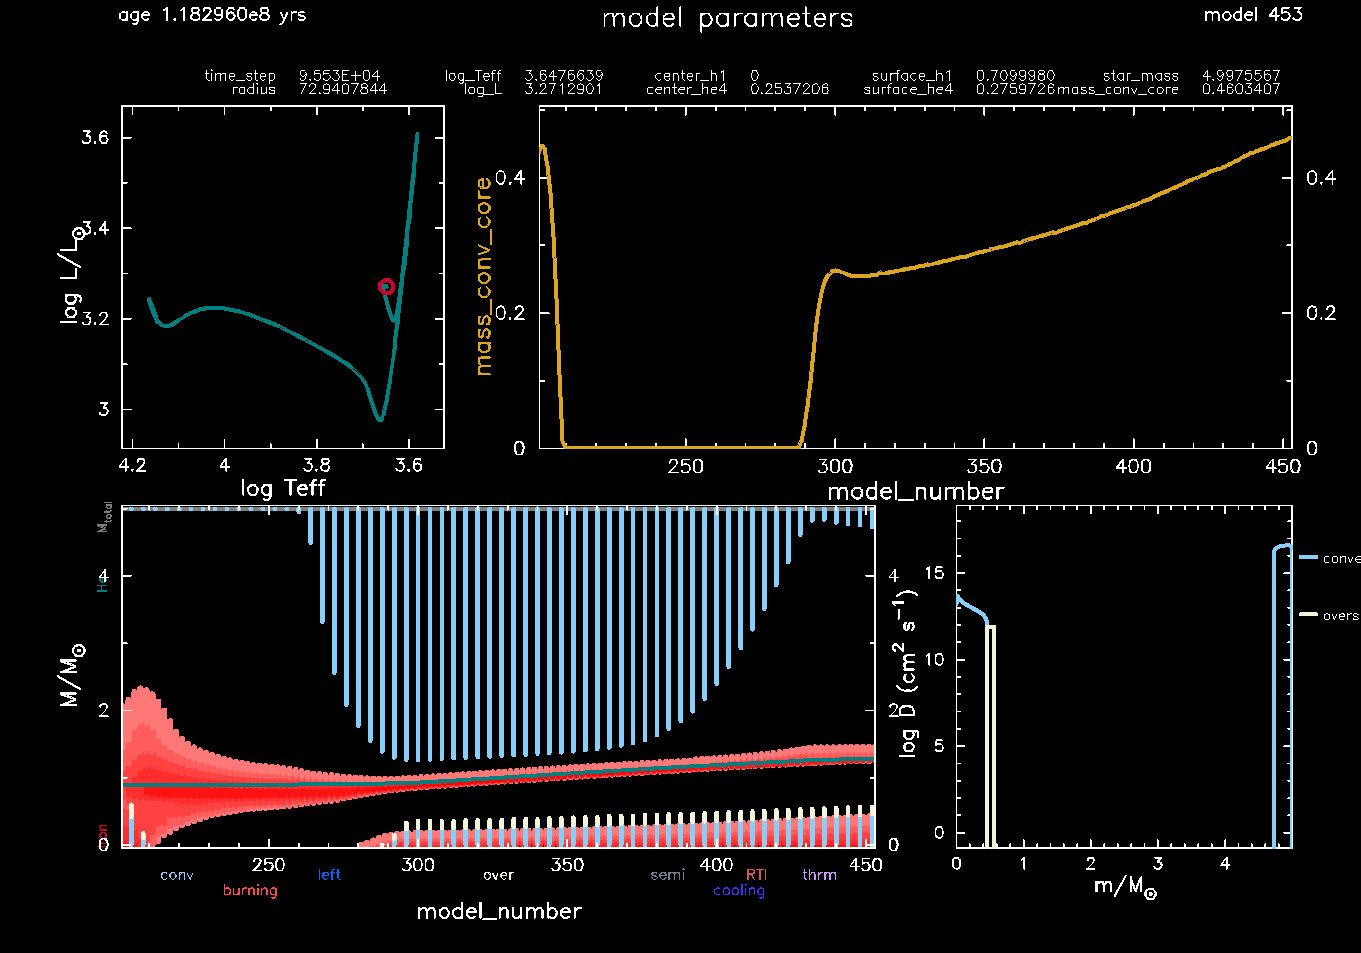 age 1.182960e8 yrs model parameters model 453
time_step 9.553E+04 log_Teff 3.6476639 center_h1 0 surface_h1 0.7099980 star_mass 4.9975567
radius 72.9407844 log_L 3.2712901 center_he4 0.2537206 surface_he4 0.2759726 mass_conv_core 0.4603407
3.6
3.4
3.2
3
log L/L⊙
4.2 4 3.8 3.6
log Teff
0.4
0.2
0
mass_conv_core
0.4
0.2
0
250 300 350 400 450
model_number
Mtotal
He
4
2
0
M/M⊙
4
2
0
250 300 350 400 450
conv left over semi RTI thrm
burning cooling
model_number
log D (cm² s⁻¹)
15
10
5
0
0 1 2 3 4
m/M⊙
conve
overs